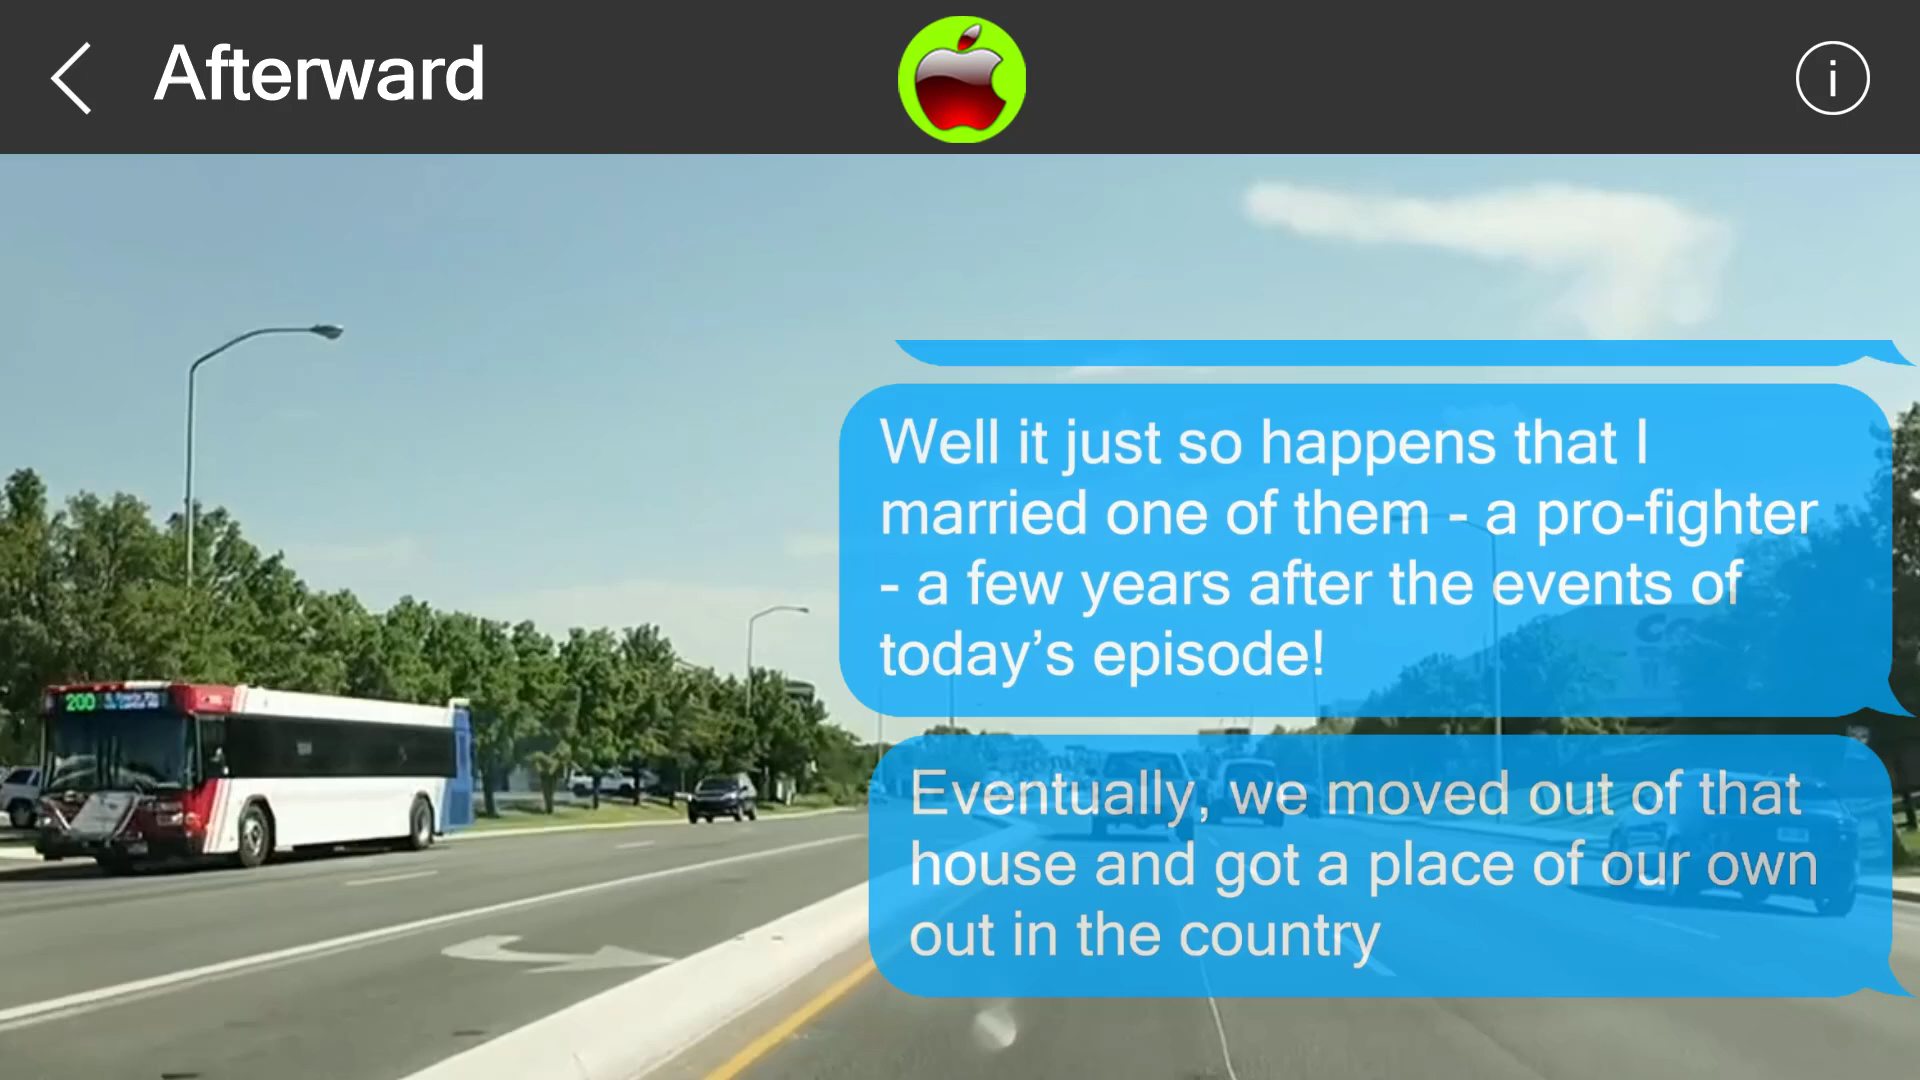 Afterward
i
Well it just so happens that I
married one of them - a pro-fighter
- a few years after the events of
today’s episode!
Eventually, we moved out of that
house and got a place of our own
out in the country
200